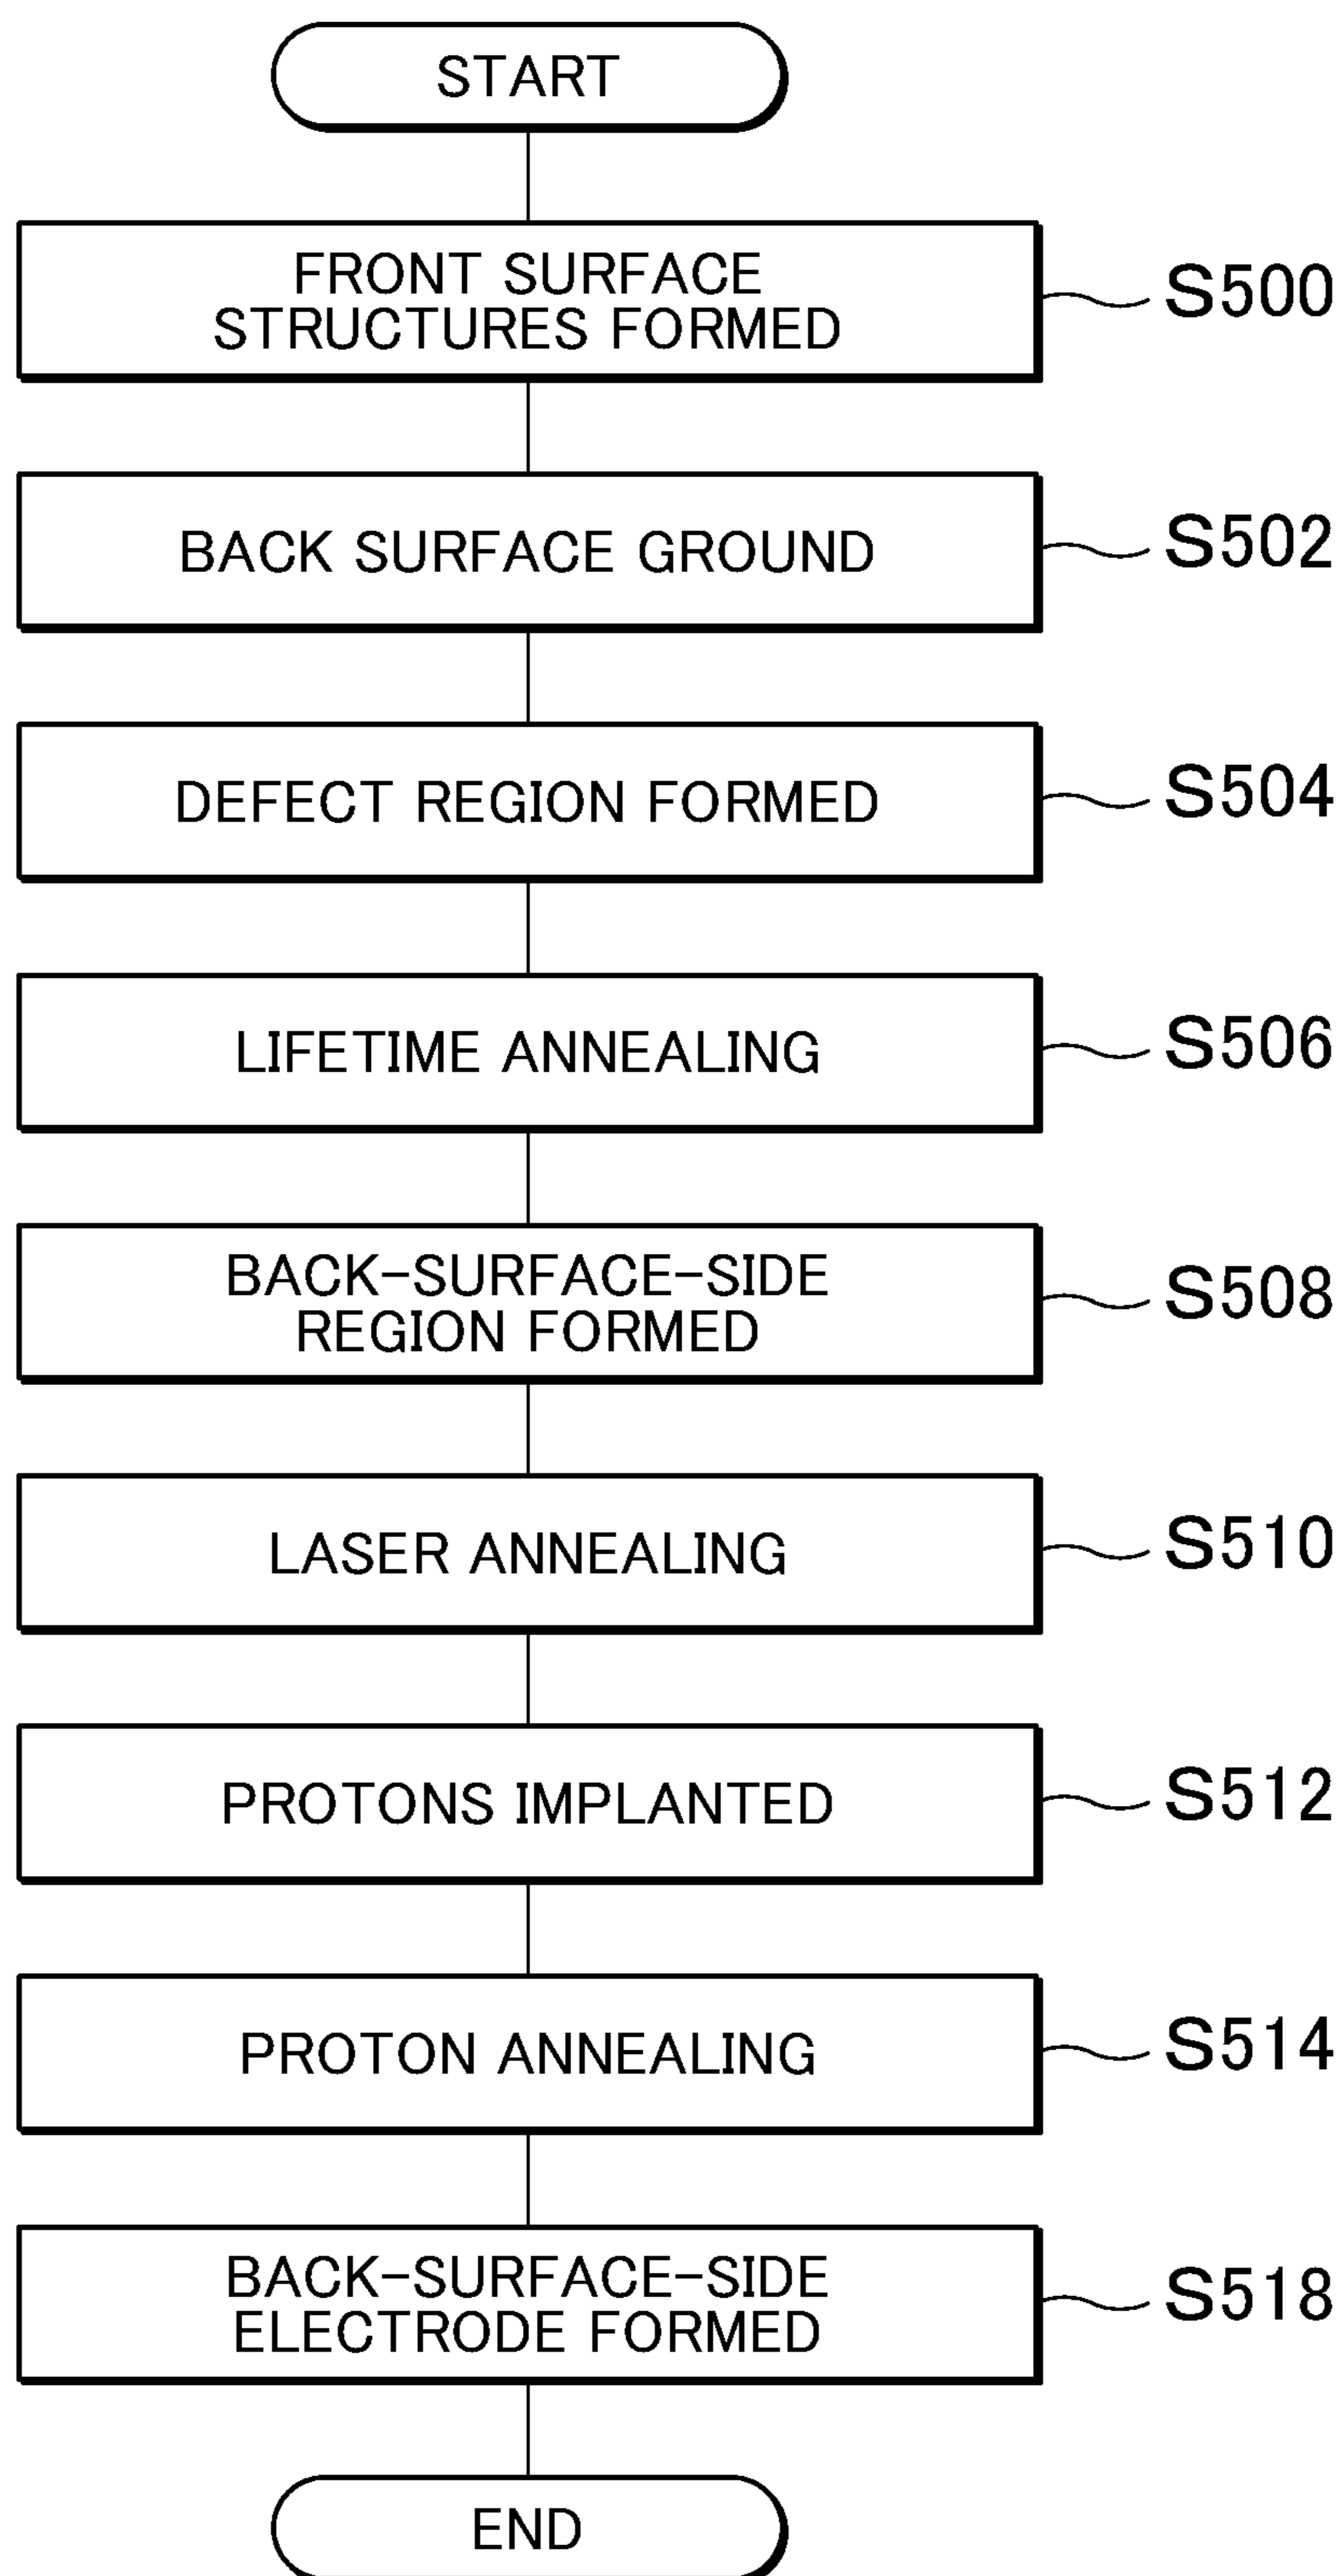 START
FRONT SURFACE
STRUCTURES FORMED
S500
BACK SURFACE GROUND
S502
DEFECT REGION FORMED
S504
LIFETIME ANNEALING
S506
BACK-SURFACE-SIDE
REGION FORMED
S508
LASER ANNEALING
S510
PROTONS IMPLANTED
S512
PROTON ANNEALING
S514
BACK-SURFACE-SIDE
ELECTRODE FORMED
S518
END